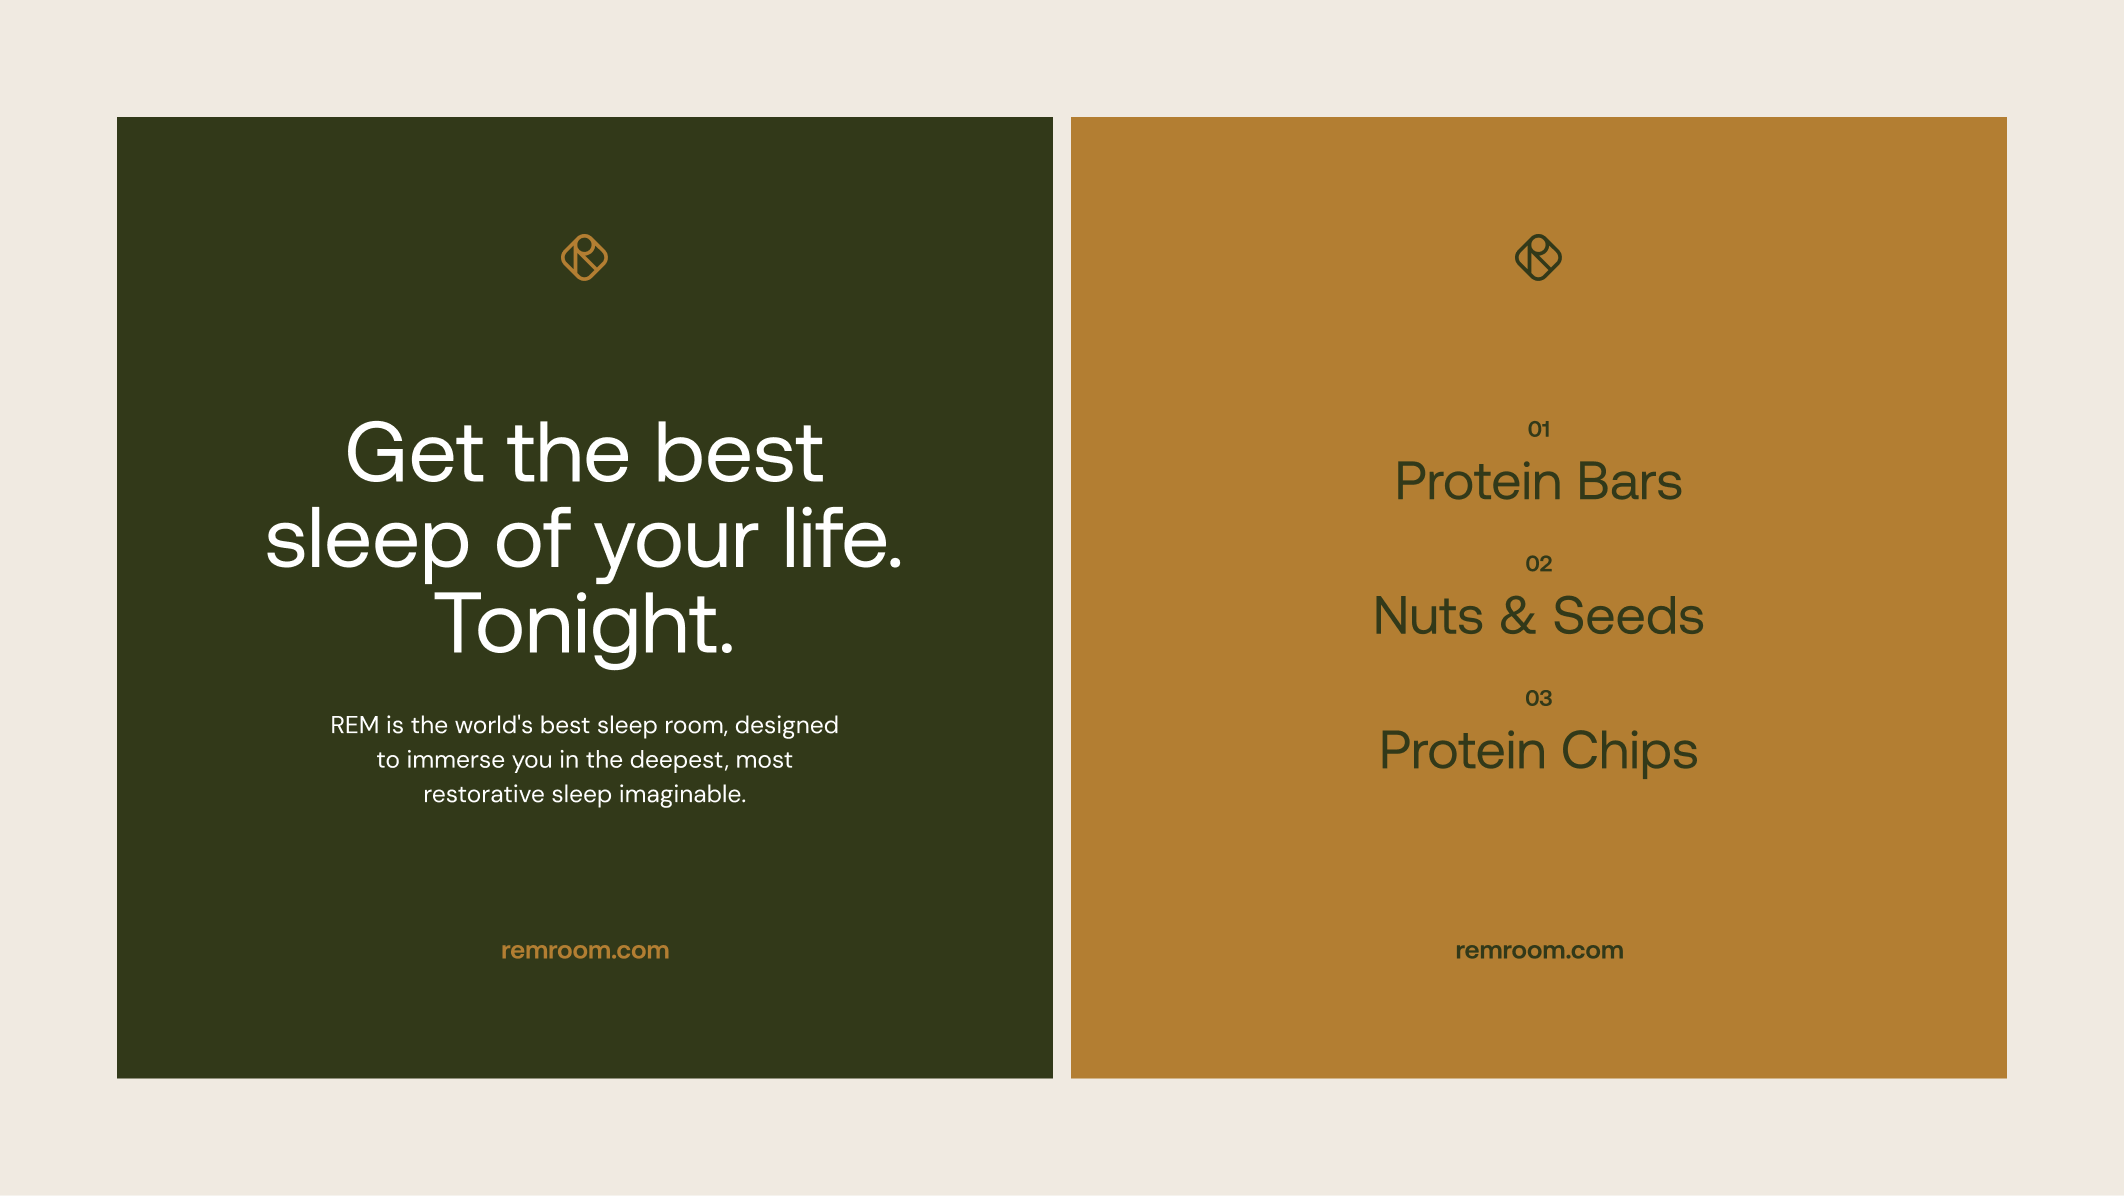 Get the best
sleep of your life.
Tonight.
REM is the world's best sleep room, designed
to immerse you in the deepest, most
restorative sleep imaginable.
remroom.com
01
Protein Bars
02
Nuts & Seeds
03
Protein Chips
remroom.com